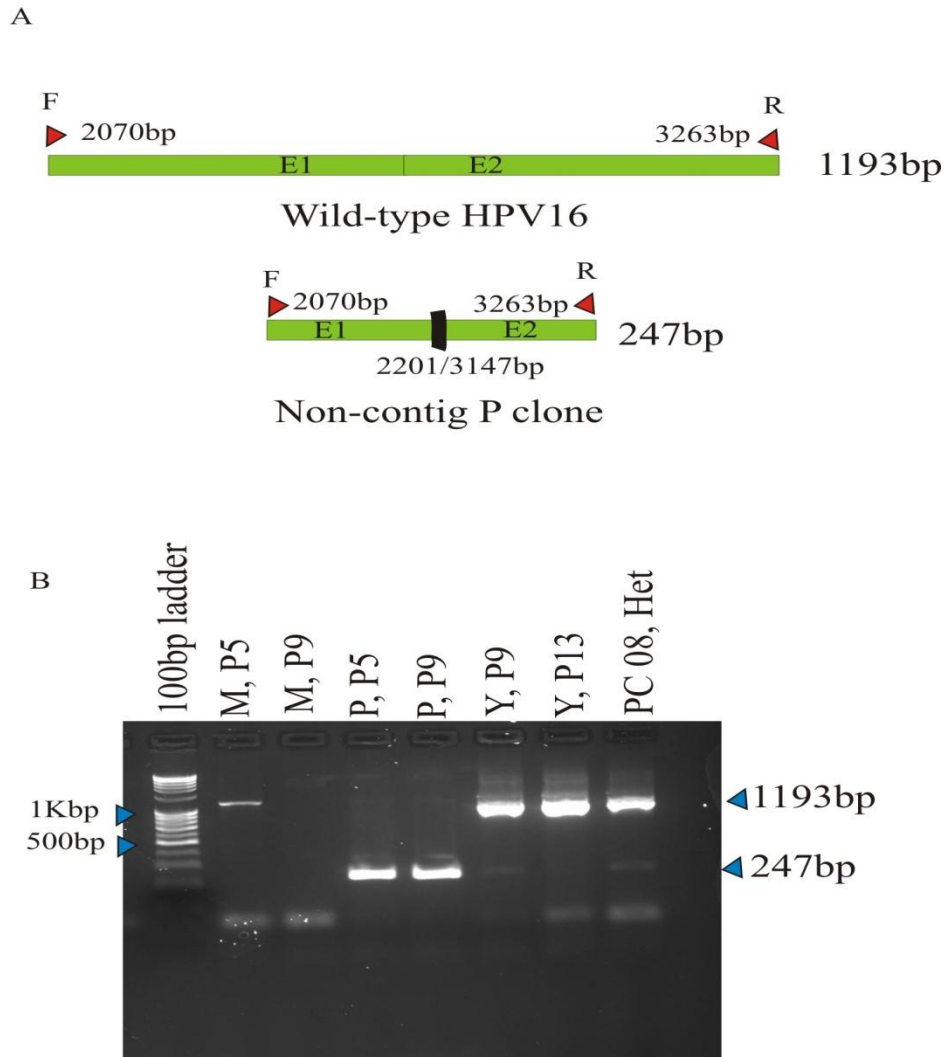 A
F
R
2070bp
3263bp
E1
E2
1193bp
Wild-type HPV16
F
R
2070bp
3263bp
E1
E2
247bp
2201/3147bp
Non-contig P clone
B
100bp ladder
M, P5
M, P9
P, P5
P, P9
Y, P9
Y, P13
PC 08, Het
1Kbp
500bp
1193bp
247bp